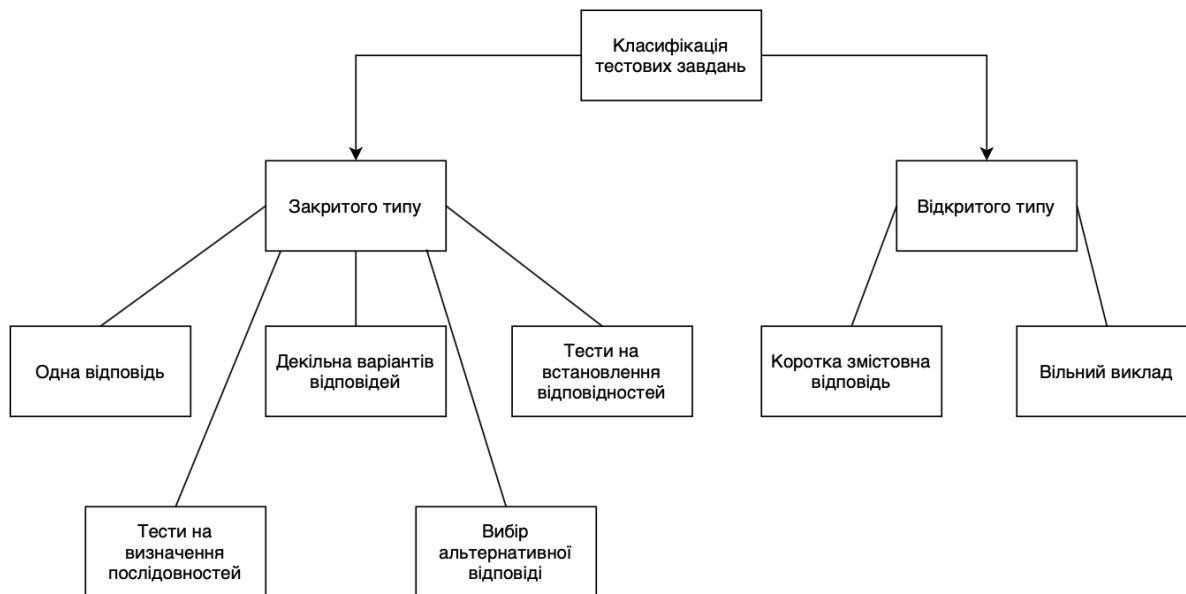 Класифікація
тестових завдань
Закритого типу
Відкритого типу
Одна відповідь
Декільна варіантів
відповідей
Тести на
встановлення
відповідностей
Коротка змістовна
відповідь
Вільний виклад
Тести на
визначення
послідовностей
Вибір
альтернативної
відповіді